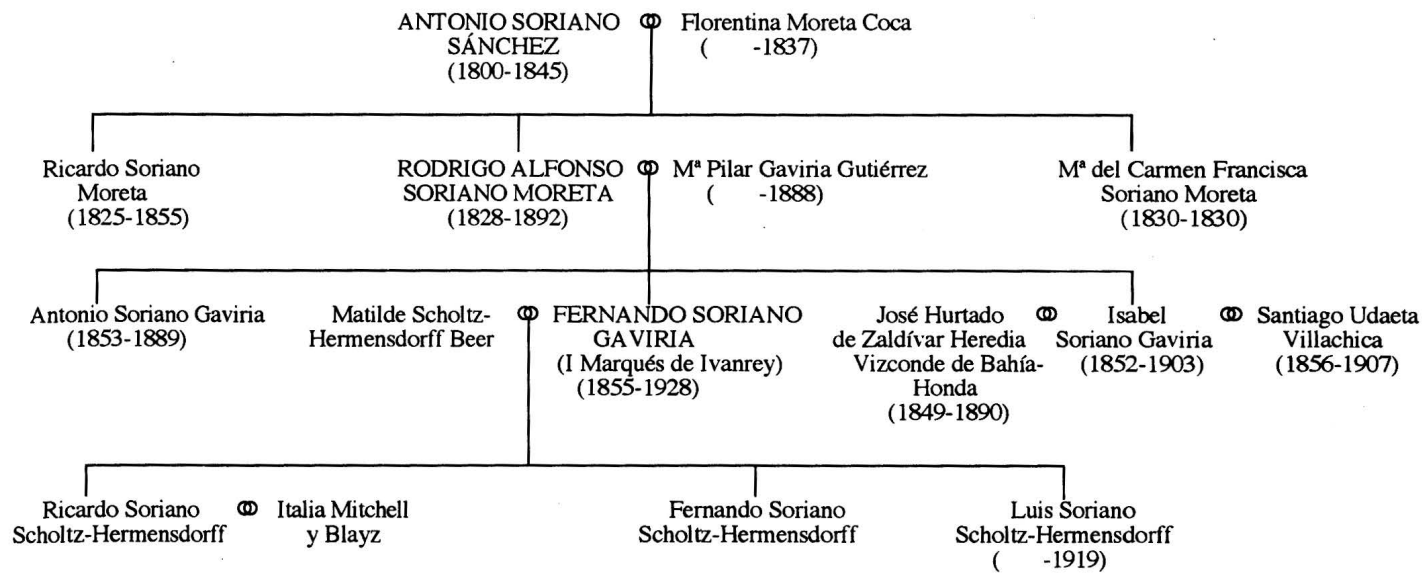 ANTONIO SORIANO
SÁNCHEZ
(1800-1845)
Florentina Moreta Coca
( -1837)
Ricardo Soriano
Moreta
(1825-1855)
RODRIGO ALFONSO
SORIANO MORETA
(1828-1892)
Mª Pilar Gaviria Gutiérrez
( -1888)
Mª del Carmen Francisca
Soriano Moreta
(1830-1830)
Antonio Soriano Gaviria
(1853-1889)
Matilde Scholtz-
Hermensdorff Beer
FERNANDO SORIANO
GAVIRIA
(I Marqués de Ivanrey)
(1855-1928)
José Hurtado
de Zaldívar Heredia
Vizconde de Bahía-
Honda
(1849-1890)
Isabel
Soriano Gaviria
(1852-1903)
Santiago Udaeta
Villachica
(1856-1907)
Ricardo Soriano
Scholtz-Hermensdorff
Italia Mitchell
y Blayz
Fernando Soriano
Scholtz-Hermensdorff
Luis Soriano
Scholtz-Hermensdorff
( -1919)